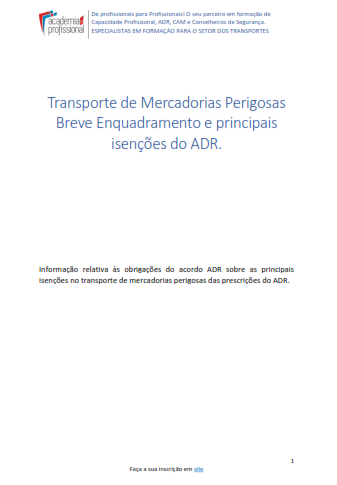 academia
profissional
De profissionais para Profissionais! O seu parceiro em formação de
Capacidade Profissional, ADR, CAM e Conselheiros de Segurança.
ESPECIALISTAS EM FORMAÇÃO PARA O SETOR DOS TRANSPORTES
Transporte de Mercadorias Perigosas
Breve Enquadramento e principais
isenções do ADR.
Informação relativa às obrigações do acordo ADR sobre as principais
isenções no transporte de mercadorias perigosas das prescrições do ADR.
1
Faça a sua inscrição em site